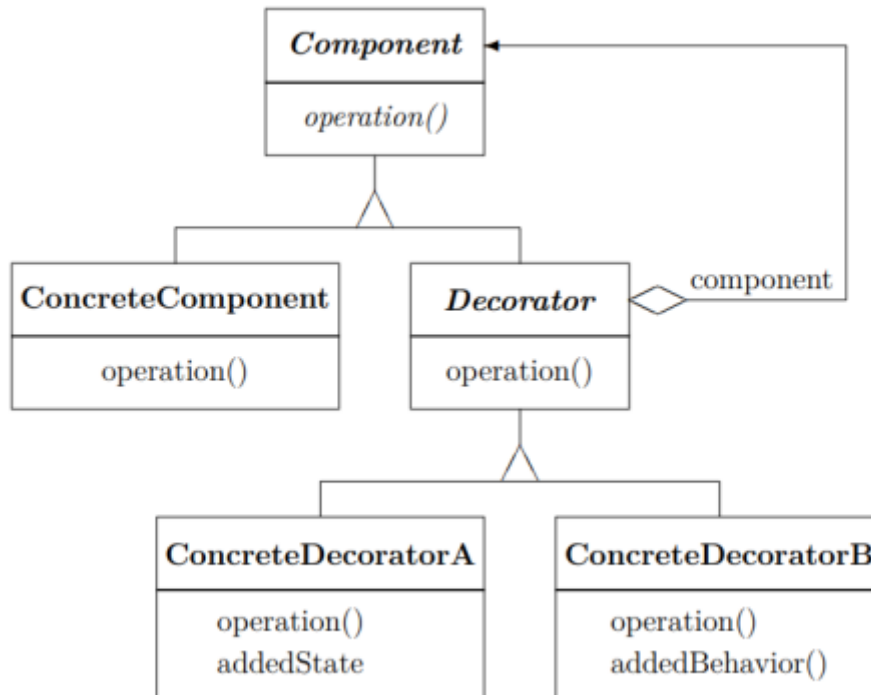 Component
operation()
ConcreteComponent
operation()
Decorator
operation()
component
ConcreteDecoratorA
operation()
addedState
ConcreteDecoratorB
operation()
addedBehavior()